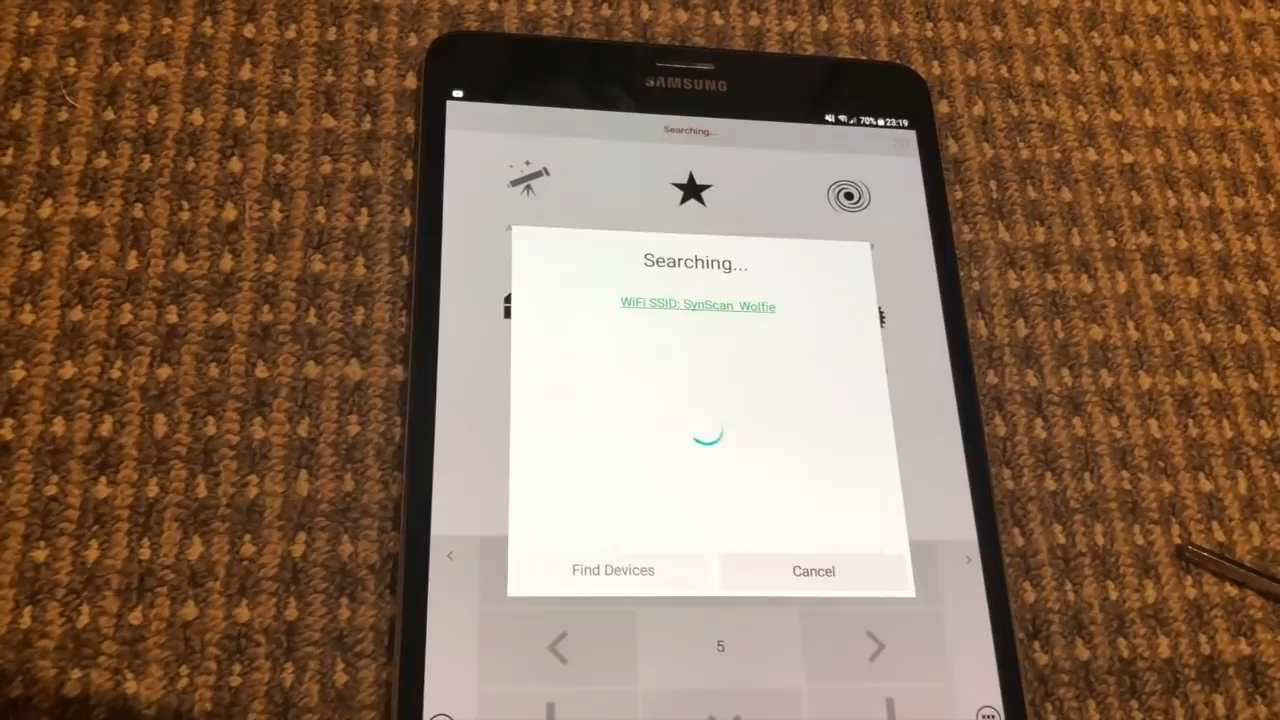 SAMSUNG
70% 23:19
Searching...
Searching...
WiFi SSID: SynScan_Wolfie
Find Devices
Cancel
5